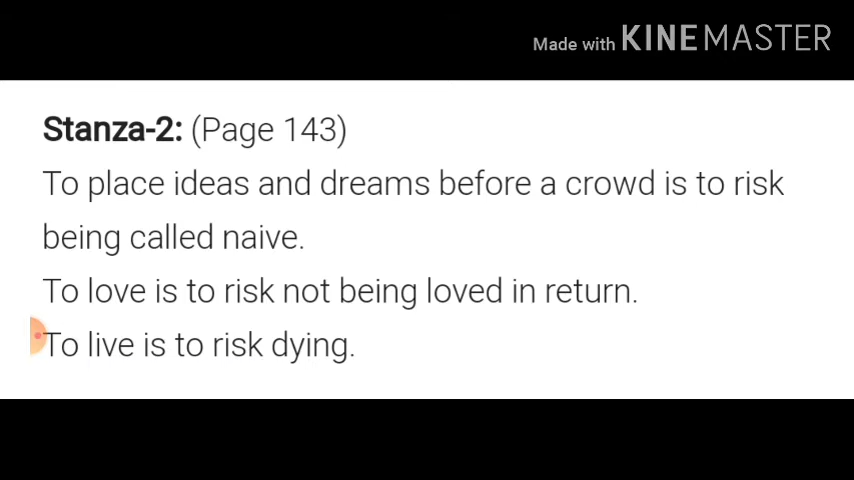 Made with KINEMASTER
Stanza-2: (Page 143)
To place ideas and dreams before a crowd is to risk
being called naive.
To love is to risk not being loved in return.
To live is to risk dying.